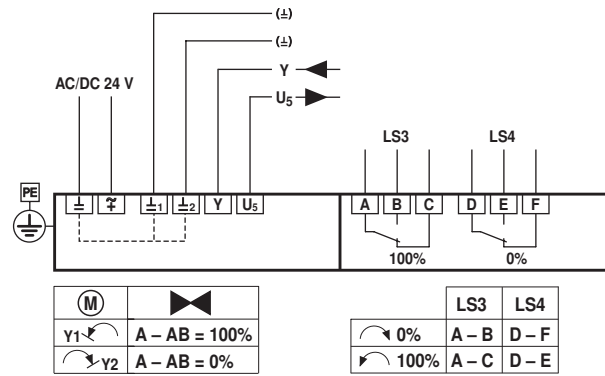 (⊥)
(⊥)
Y
AC/DC 24 V
U5
LS3 LS4
PE
⊥ ~+ ⊥1 ⊥2 Y U5 A B C D E F
100% 0%
M
Y1 A – AB = 100%
Y2 A – AB = 0%
LS3 LS4
0% A – B D – F
100% A – C D – E